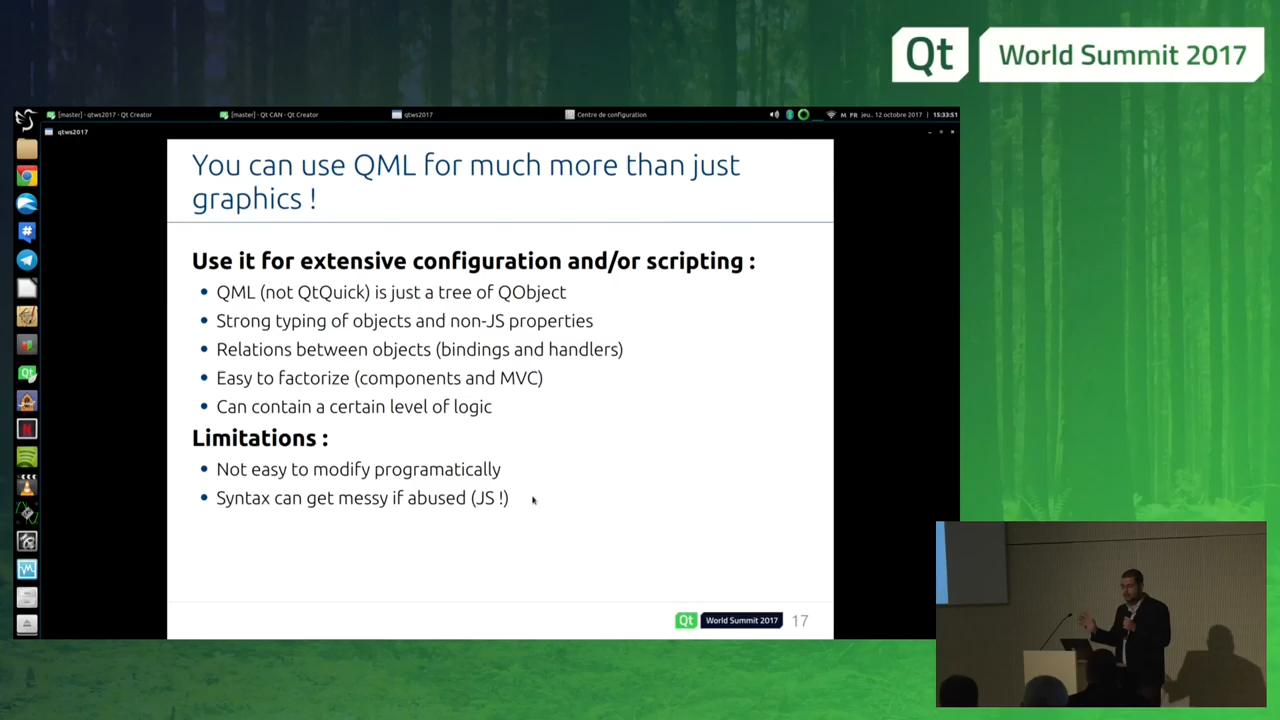 Qt World Summit 2017
[master] - qtws2017 - Qt Creator
[master] - Qt CAN - Qt Creator
qtws2017
Centre de configuration
M FR jeu.. 12 octobre 2017 15:33:51
qtws2017
You can use QML for much more than just
graphics !
Use it for extensive configuration and/or scripting :
• QML (not QtQuick) is just a tree of QObject
• Strong typing of objects and non-JS properties
• Relations between objects (bindings and handlers)
• Easy to factorize (components and MVC)
• Can contain a certain level of logic
Limitations :
• Not easy to modify programatically
• Syntax can get messy if abused (JS !)
Qt World Summit 2017 17